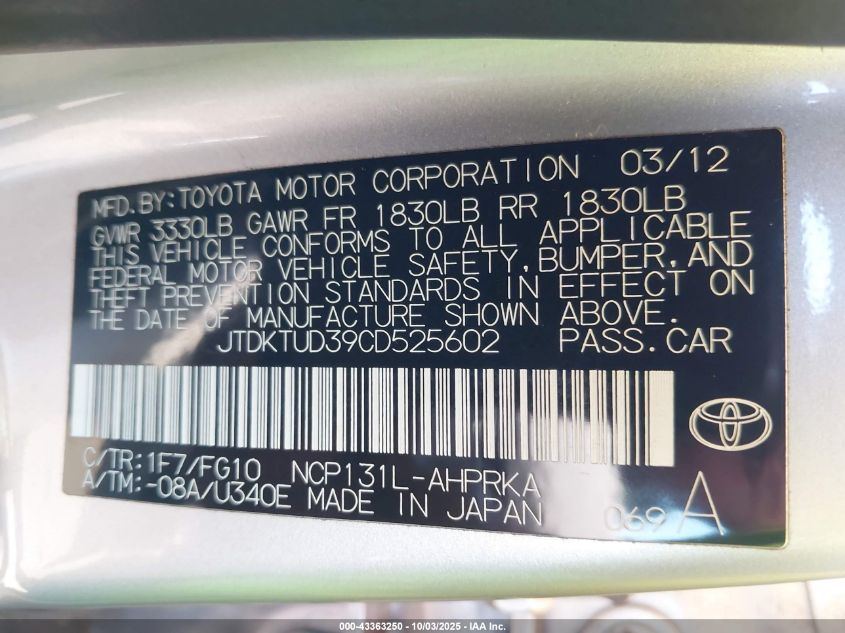 MFD.BY:TOYOTA MOTOR CORPORATION 03/12
GVWR 3330LB GAWR FR 1830LB RR 1830LB
THIS VEHICLE CONFORMS TO ALL APPLICABLE
FEDERAL MOTOR VEHICLE SAFETY,BUMPER,AND
THEFT PREVENTION STANDARDS IN EFFECT ON
THE DATE OF MANUFACTURE SHOWN ABOVE.
JTDKTUD39CD525602 PASS.CAR
C/TR:1F7/FG10 NCP131L-AHPRKA
A/TM:-08A/U340E MADE IN JAPAN 069 A
000-43363250 - 10/03/2025 - IAA Inc.